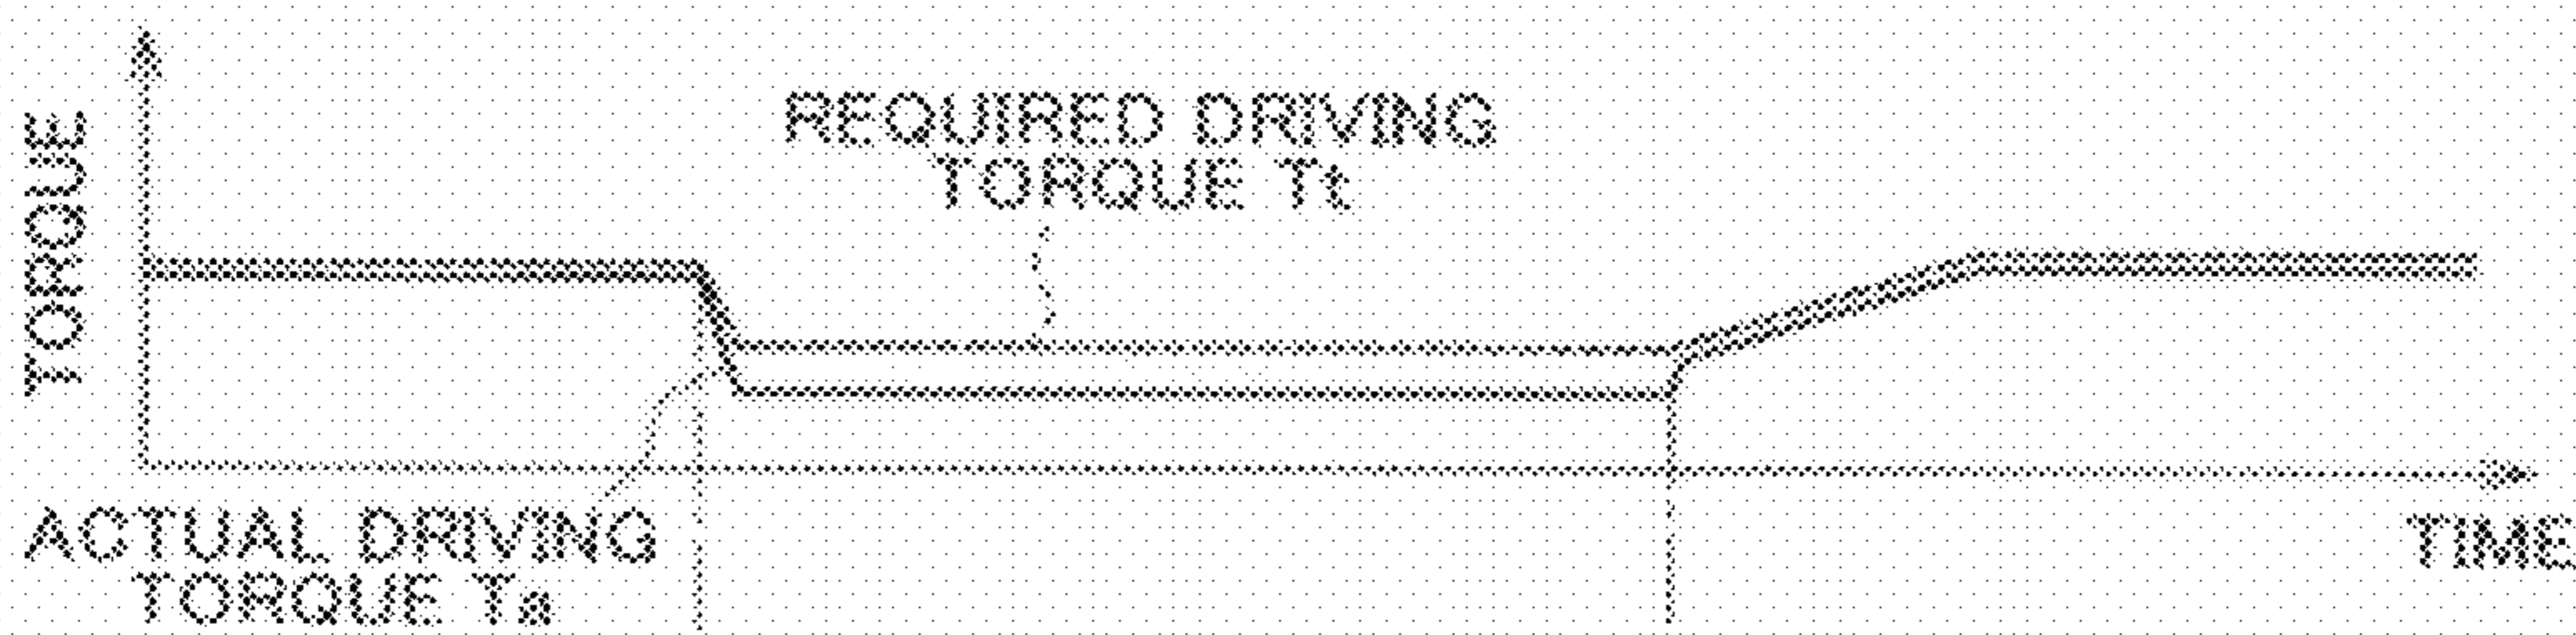 TORQUE
REQUIRED DRIVING
TORQUE Tt
ACTUAL DRIVING
TORQUE Ta
TIME